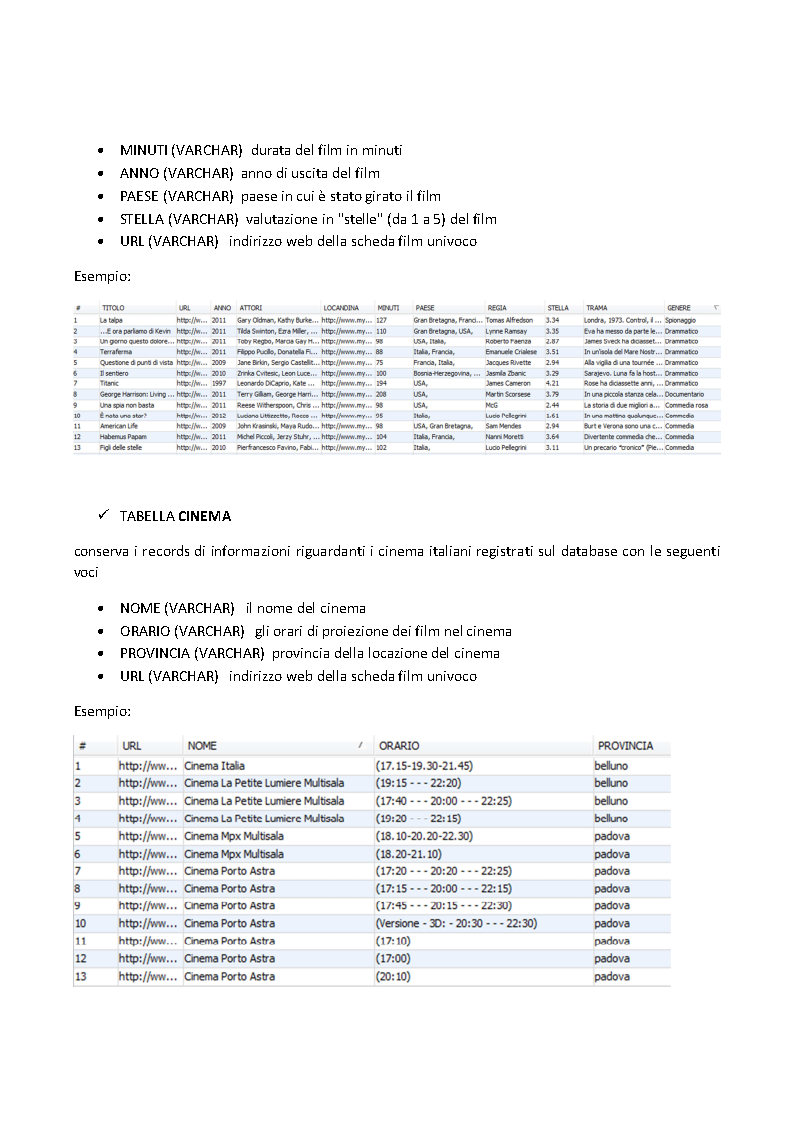 • MINUTI (VARCHAR) durata del film in minuti
• ANNO (VARCHAR) anno di uscita del film
• PAESE (VARCHAR) paese in cui è stato girato il film
• STELLA (VARCHAR) valutazione in "stelle" (da 1 a 5) del film
• URL (VARCHAR) indirizzo web della scheda film univoco
Esempio:
# TITOLO URL ANNO ATTORI LOCANDINA MINUTI PAESE REGIA STELLA TRAMA GENERE
1 La talpa http://w... 2011 Gary Oldman, Kathy Burke... http://www.my... 127 Gran Bretagna, Franci... Tomas Alfredson 3.34 Londra, 1973. Control, il ... Spionaggio
2 ...E ora parliamo di Kevin http://w... 2011 Tilda Swinton, Ezra Miller, ... http://www.my... 110 Gran Bretagna, USA, Lynne Ramsay 3.35 Eva ha messo da parte le... Drammatico
3 Un giorno questo dolore... http://w... 2011 Toby Regbo, Marcia Gay H... http://www.my... 98 USA, Italia, Roberto Faenza 2.87 James Sveck ha diciasset... Drammatico
4 Terraferma http://w... 2011 Filippo Pucillo, Donatella Fi... http://www.my... 88 Italia, Francia, Emanuele Crialese 3.51 In un'isola del Mare Nostr... Drammatico
5 Questione di punti di vista http://w... 2009 Jane Birkin, Sergio Castellit... http://www.my... 75 Francia, Italia, Jacques Rivette 2.94 Alla vigilia di una tournée ... Drammatico
6 Il sentiero http://w... 2010 Zrinka Cvitesic, Leon Luce... http://www.my... 100 Bosnia-Herzegovina, ... Jasmila Zbanic 3.29 Sarajevo. Luna fa la host... Drammatico
7 Titanic http://w... 1997 Leonardo DiCaprio, Kate ... http://www.my... 194 USA, James Cameron 4.21 Rose ha diciassette anni, ... Drammatico
8 George Harrison: Living ... http://w... 2011 Terry Gilliam, George Harri... http://www.my... 208 USA, Martin Scorsese 3.79 In una piccola stanza cela... Documentario
9 Una spia non basta http://w... 2011 Reese Witherspoon, Chris ... http://www.my... 98 USA, McG 2.44 La storia di due migliori a... Commedia rosa
10 È nata una star? http://w... 2012 Luciana Littizzetto, Rocco ... http://www.my... 95 Italia, Lucio Pellegrini 1.61 In una mattina qualunque... Commedia
11 American Life http://w... 2009 John Krasinski, Maya Rudo... http://www.my... 98 USA, Gran Bretagna, Sam Mendes 2.94 Burt e Verona sono una c... Commedia
12 Habemus Papam http://w... 2011 Michel Piccoli, Jerzy Stuhr, ... http://www.my... 104 Italia, Francia, Nanni Moretti 3.64 Divertente commedia che... Commedia
13 Figli delle stelle http://w... 2010 Pierfrancesco Favino, Fabi... http://www.my... 102 Italia, Lucio Pellegrini 3.11 Un precario "cronico" (Pie... Commedia
✓ TABELLA CINEMA
conserva i records di informazioni riguardanti i cinema italiani registrati sul database con le seguenti
voci
• NOME (VARCHAR) il nome del cinema
• ORARIO (VARCHAR) gli orari di proiezione dei film nel cinema
• PROVINCIA (VARCHAR) provincia della locazione del cinema
• URL (VARCHAR) indirizzo web della scheda film univoco
Esempio:
# URL NOME ORARIO PROVINCIA
1 http://ww... Cinema Italia (17.15-19.30-21.45) belluno
2 http://ww... Cinema La Petite Lumiere Multisala (19:15 - - - 22:20) belluno
3 http://ww... Cinema La Petite Lumiere Multisala (17:40 - - - 20:00 - - - 22:25) belluno
4 http://ww... Cinema La Petite Lumiere Multisala (19:20 - - - 22:15) belluno
5 http://ww... Cinema Mpx Multisala (18.10-20.20-22.30) padova
6 http://ww... Cinema Mpx Multisala (18.20-21.10) padova
7 http://ww... Cinema Porto Astra (17:20 - - - 20:20 - - - 22:25) padova
8 http://ww... Cinema Porto Astra (17:15 - - - 20:00 - - - 22:15) padova
9 http://ww... Cinema Porto Astra (17:45 - - - 20:15 - - - 22:30) padova
10 http://ww... Cinema Porto Astra (Versione - 3D: - 20:30 - - - 22:30) padova
11 http://ww... Cinema Porto Astra (17:10) padova
12 http://ww... Cinema Porto Astra (17:00) padova
13 http://ww... Cinema Porto Astra (20:10) padova